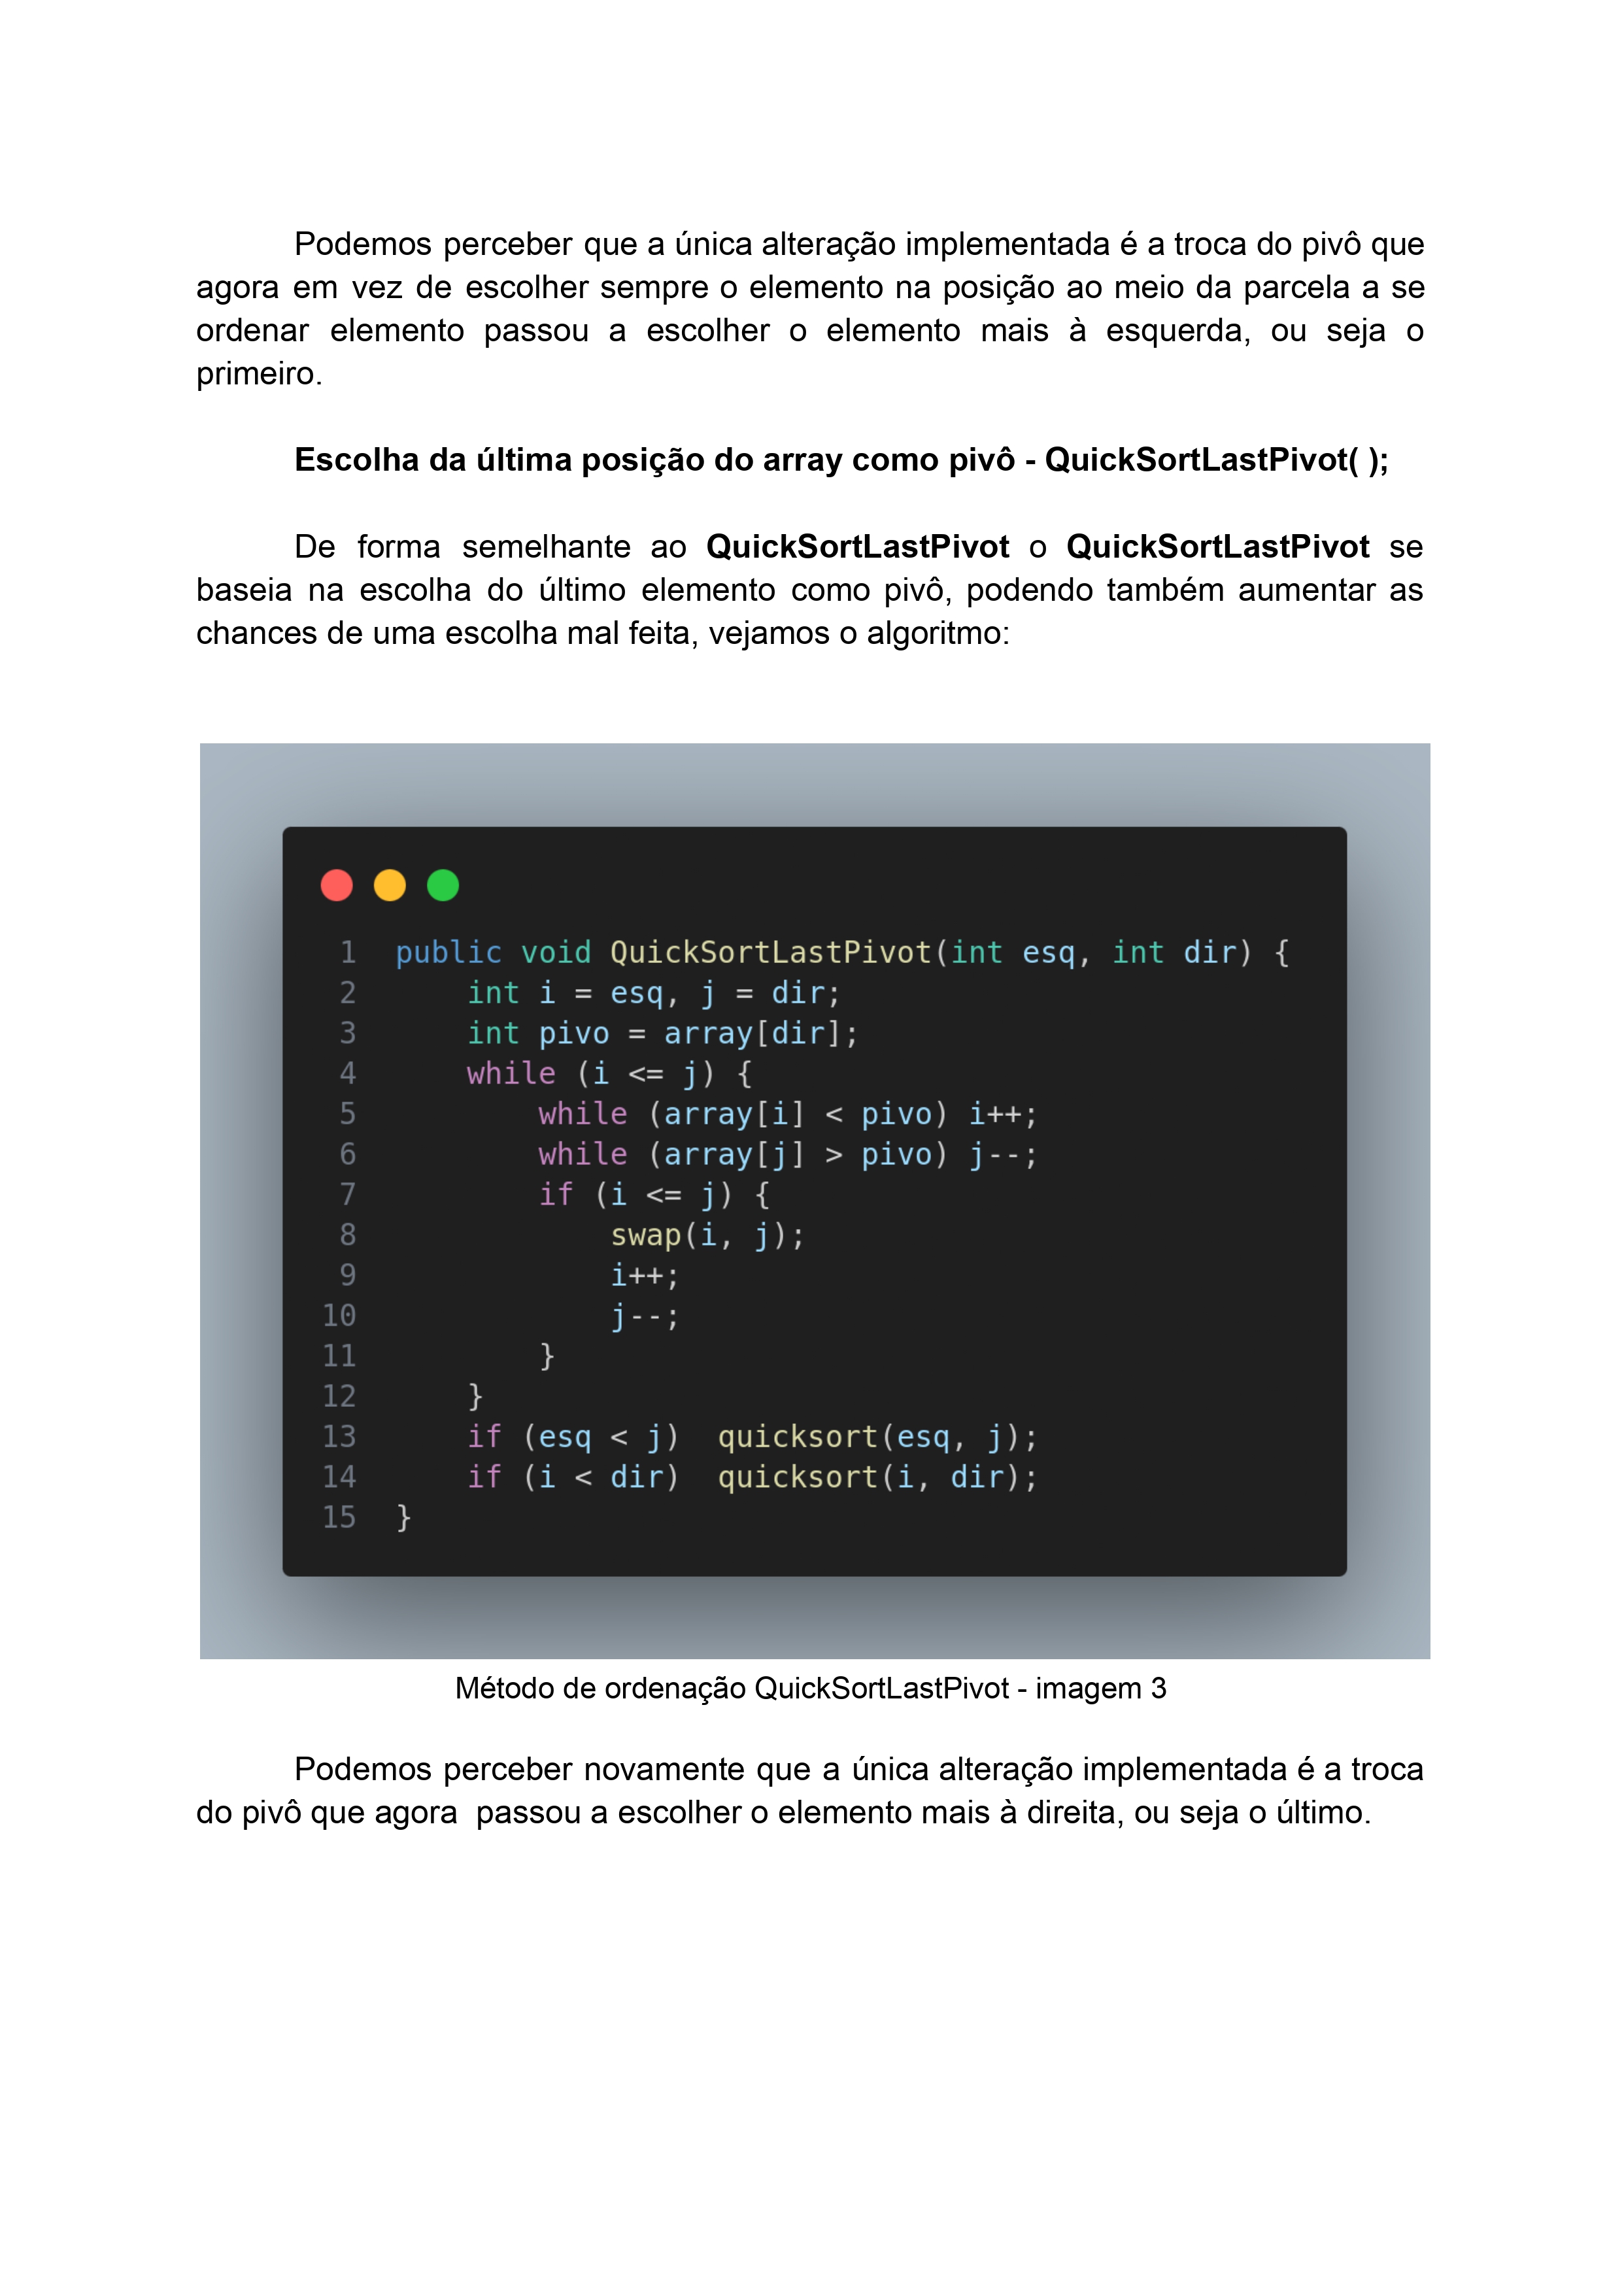 Podemos perceber que a única alteração implementada é a troca do pivô que
agora em vez de escolher sempre o elemento na posição ao meio da parcela a se
ordenar elemento passou a escolher o elemento mais à esquerda, ou seja o
primeiro.
Escolha da última posição do array como pivô - QuickSortLastPivot( );
De forma semelhante ao QuickSortLastPivot o QuickSortLastPivot se
baseia na escolha do último elemento como pivô, podendo também aumentar as
chances de uma escolha mal feita, vejamos o algoritmo:
1 public void QuickSortLastPivot(int esq, int dir) {
2     int i = esq, j = dir;
3     int pivo = array[dir];
4     while (i <= j) {
5         while (array[i] < pivo) i++;
6         while (array[j] > pivo) j--;
7         if (i <= j) {
8             swap(i, j);
9             i++;
10             j--;
11         }
12     }
13     if (esq < j)  quicksort(esq, j);
14     if (i < dir)  quicksort(i, dir);
15 }
Método de ordenação QuickSortLastPivot - imagem 3
Podemos perceber novamente que a única alteração implementada é a troca
do pivô que agora  passou a escolher o elemento mais à direita, ou seja o último.